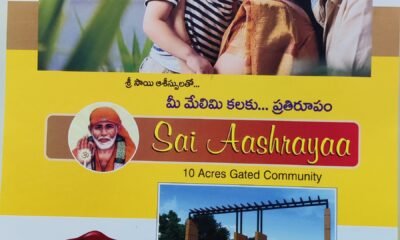 శ్రీ సాయి ఆశీస్సులతో...
మీ మేలిమి కలకు... ప్రతిరూపం
Sai Aashrayaa
10 Acres Gated Community